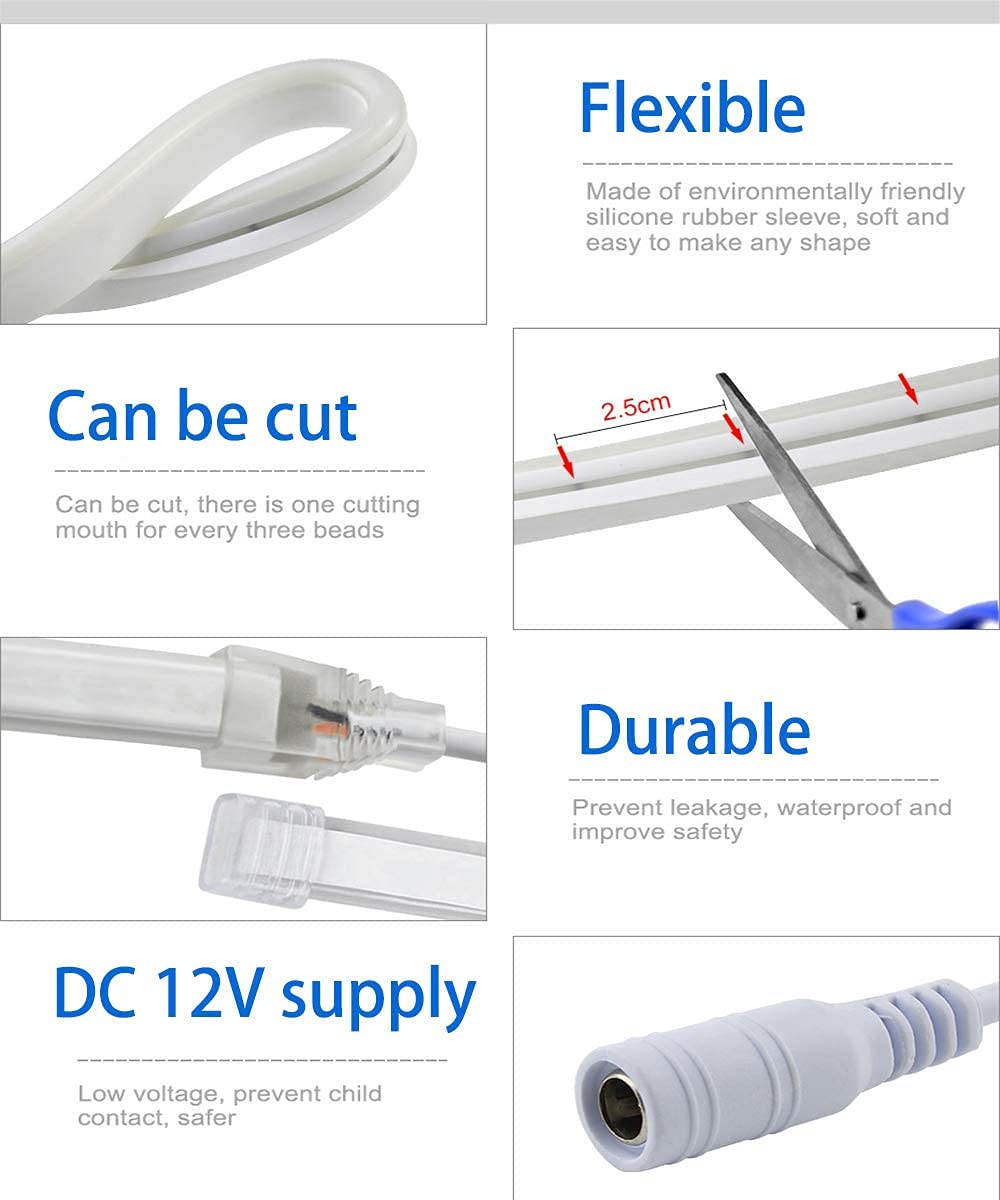 Flexible
Made of environmentally friendly
silicone rubber sleeve, soft and
easy to make any shape
Can be cut
Can be cut, there is one cutting
mouth for every three beads
2.5cm
Durable
Prevent leakage, waterproof and
improve safety
DC 12V supply
Low voltage, prevent child
contact, safer